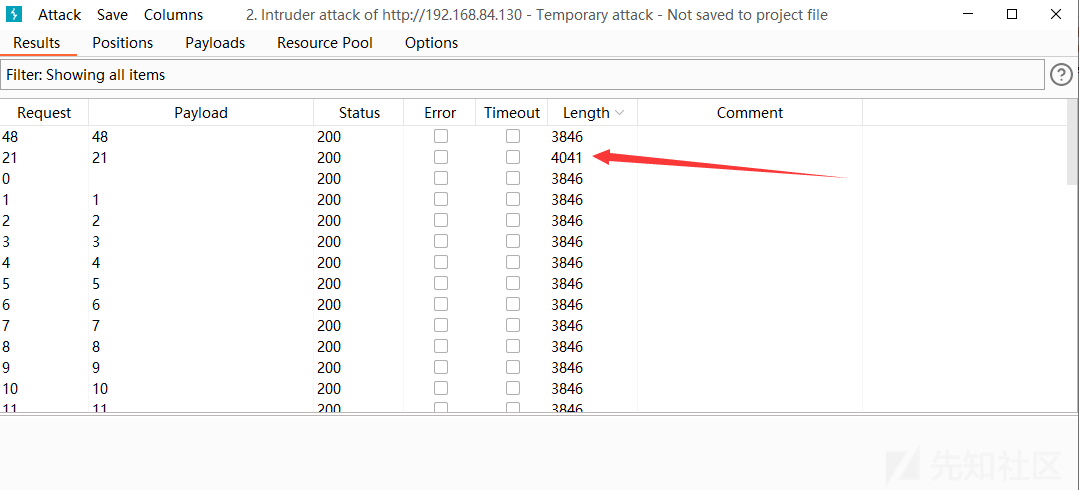 Attack Save Columns 2. Intruder attack of http://192.168.84.130 - Temporary attack - Not saved to project file
Results Positions Payloads Resource Pool Options
Filter: Showing all items
?
Request Payload Status Error Timeout Length Comment
48 48 200 3846
21 21 200 4041
0 200 3846
1 1 200 3846
2 2 200 3846
3 3 200 3846
4 4 200 3846
5 5 200 3846
6 6 200 3846
7 7 200 3846
8 8 200 3846
9 9 200 3846
10 10 200 3846
11 11 200 3846
先知社区